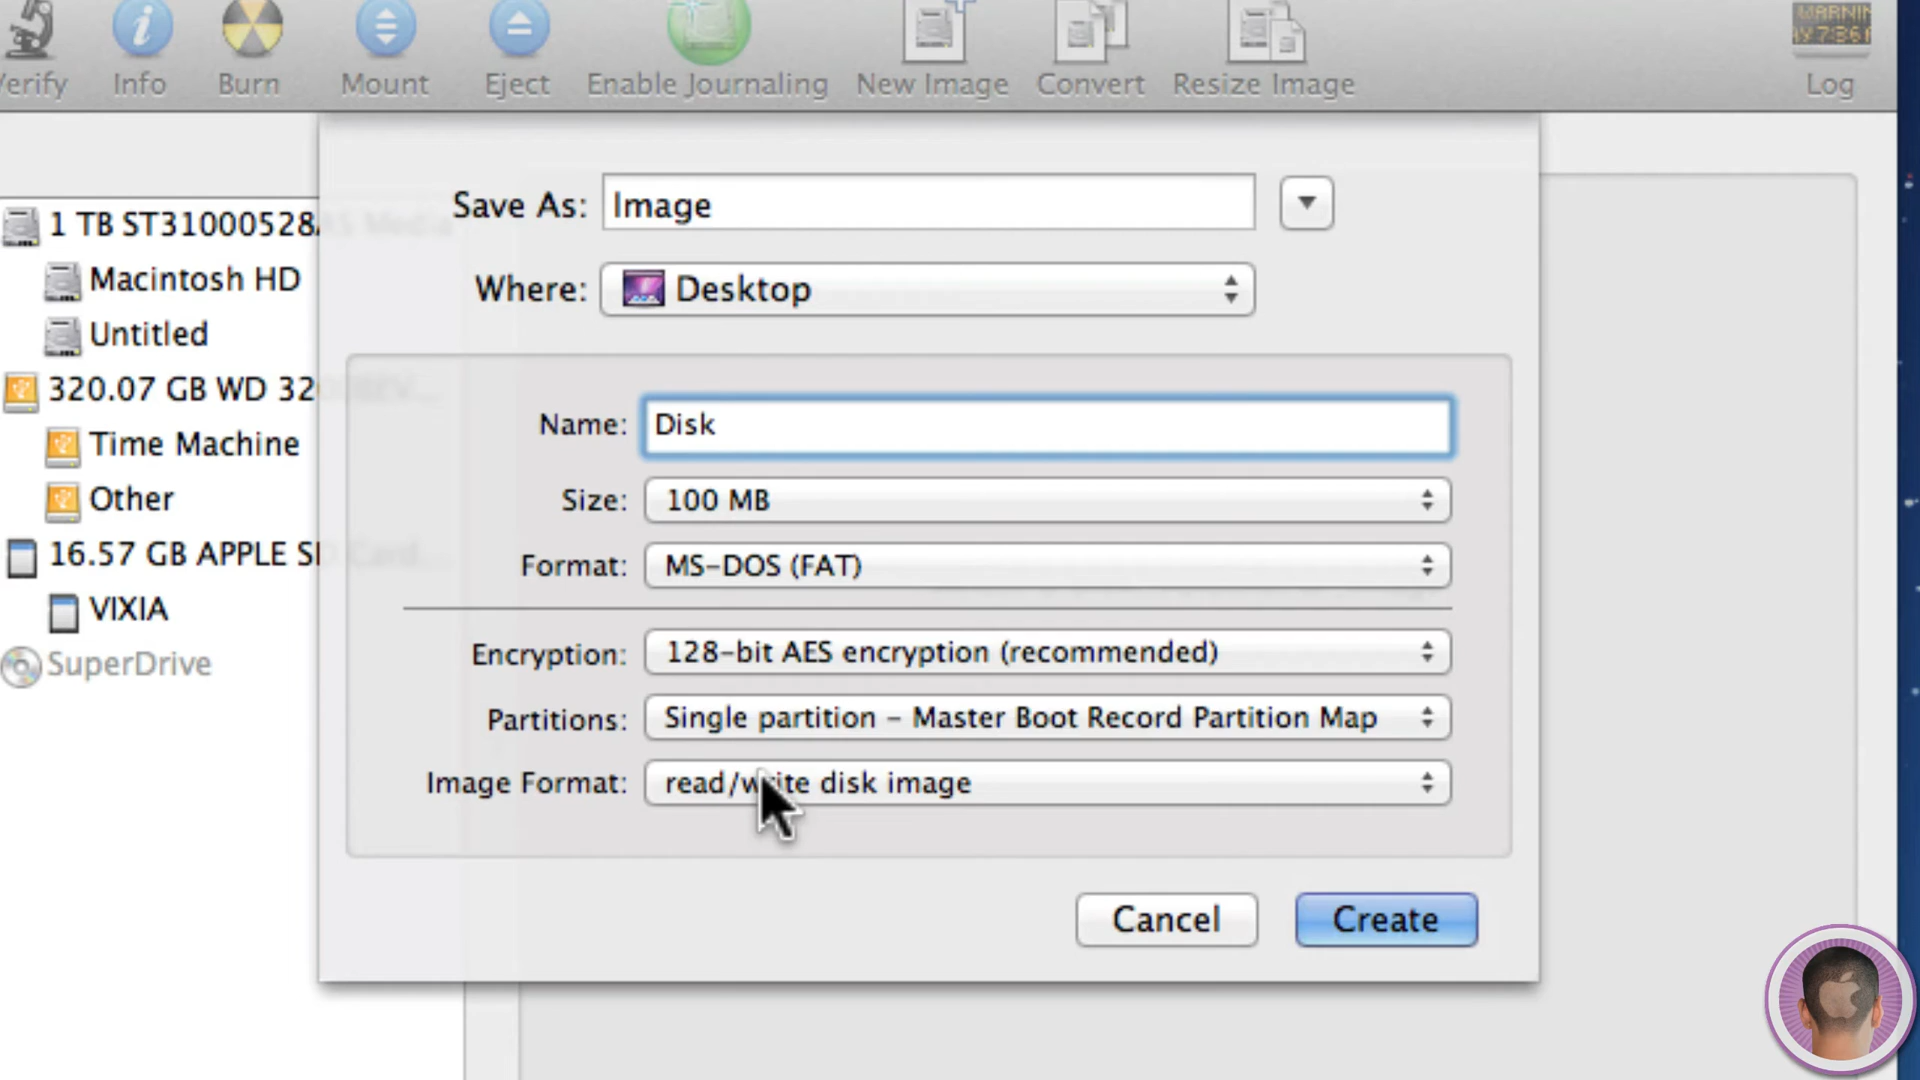 Verify Info Burn Mount Eject Enable Journaling New Image Convert Resize Image Log
Save As: Image
Where: Desktop
1 TB ST31000528
Macintosh HD
Untitled
320.07 GB WD 32
Time Machine
Other
16.57 GB APPLE S
VIXIA
SuperDrive
Name: Disk
Size: 100 MB
Format: MS-DOS (FAT)
Encryption: 128-bit AES encryption (recommended)
Partitions: Single partition – Master Boot Record Partition Map
Image Format: read/write disk image
Cancel Create